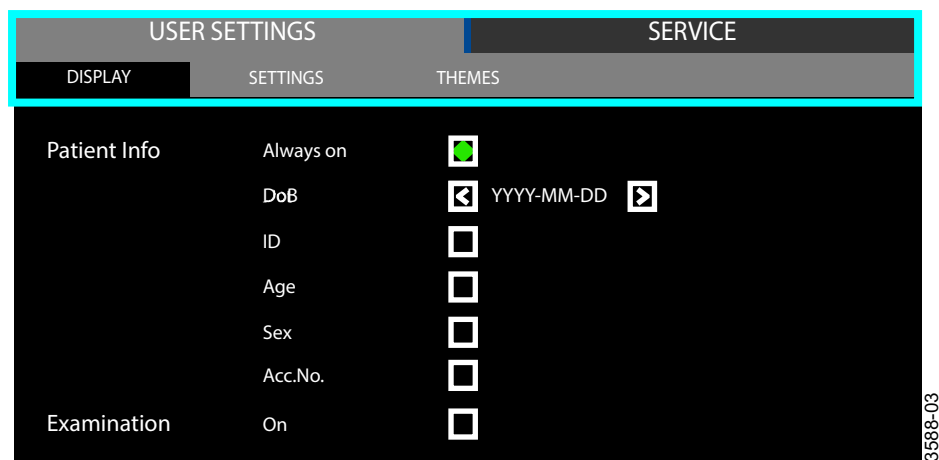 USER SETTINGS SERVICE
DISPLAY SETTINGS THEMES
Patient Info Always on
DoB YYYY-MM-DD
ID
Age
Sex
Acc.No.
Examination On
3588-03